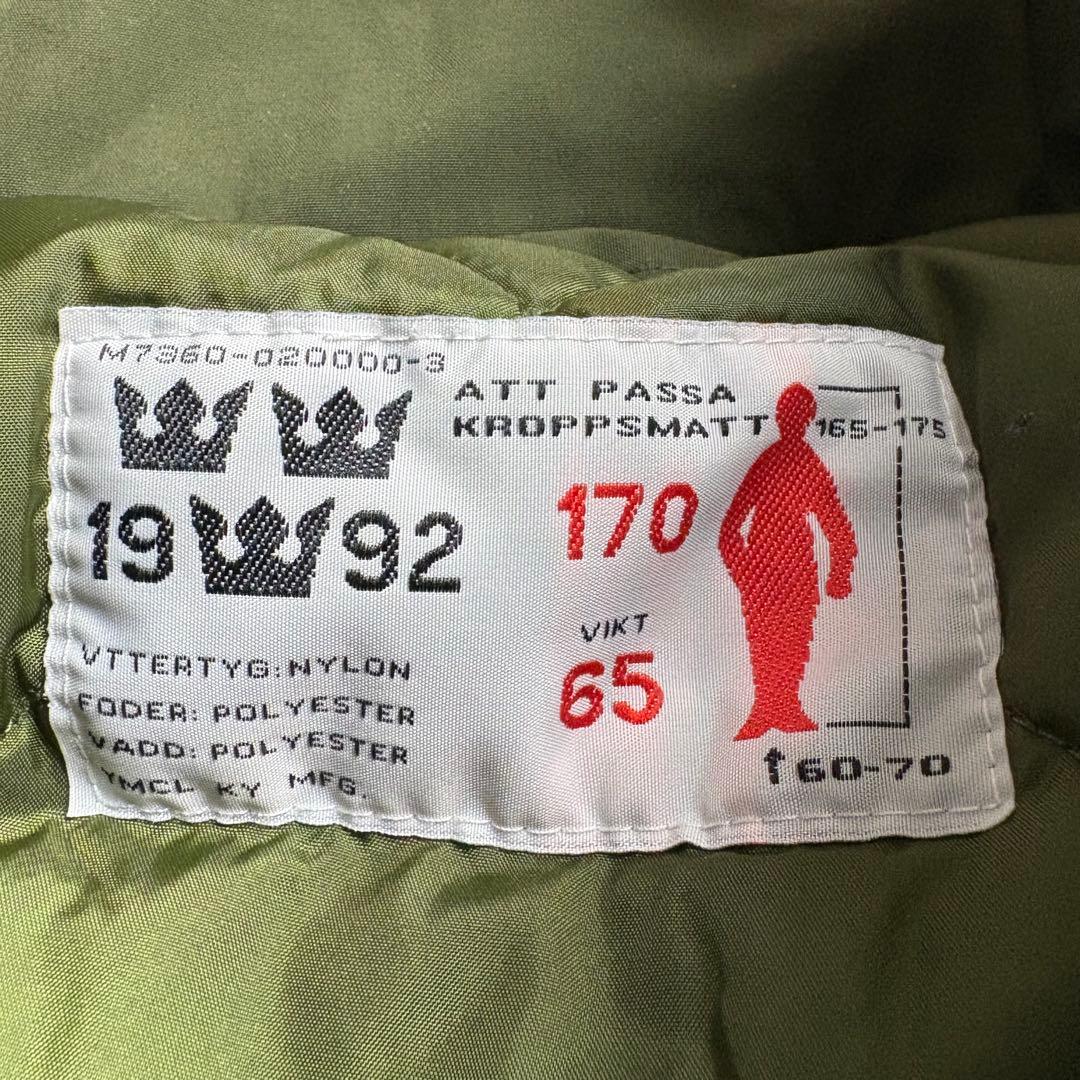 M7360-020000-3
ATT PASSA
KROPPSMATT 165-175
170
19 92
VIKT
65
UTTERTYG: NYLON
FODER: POLYESTER
VADD: POLYESTER
YMCL KY MFG.
↑60-70